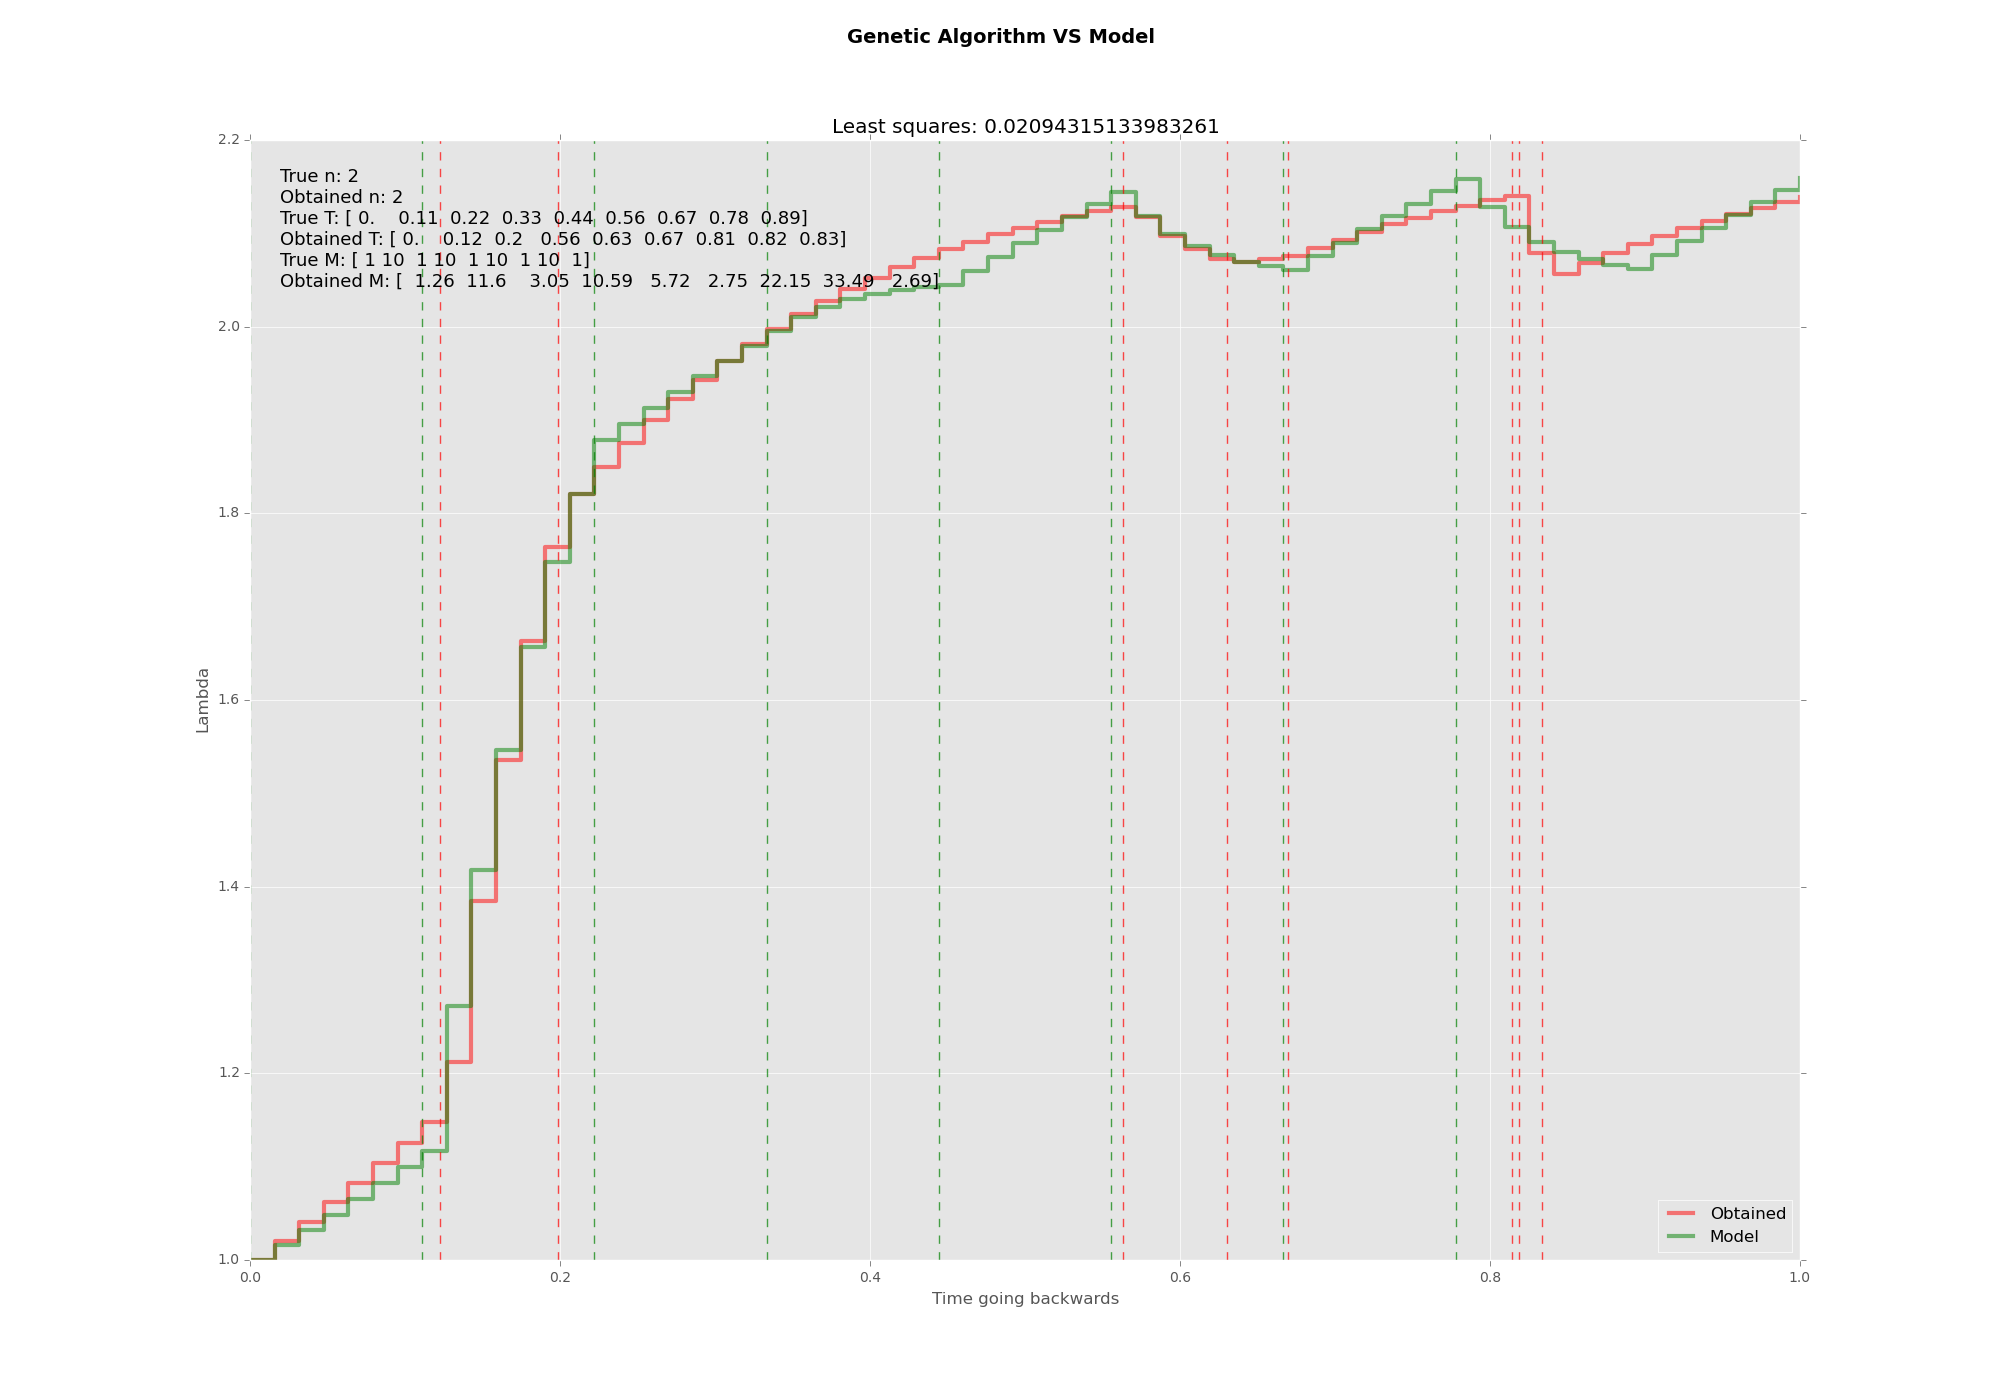 Genetic Algorithm VS Model
Least squares: 0.02094315133983261
True n: 2
Obtained n: 2
True T: [ 0.    0.11  0.22  0.33  0.44  0.56  0.67  0.78  0.89]
Obtained T: [ 0.    0.12  0.2   0.56  0.63  0.67  0.81  0.82  0.83]
True M: [ 1 10  1 10  1 10  1 10  1]
Obtained M: [  1.26  11.6    3.05  10.59   5.72   2.75  22.15  33.49   2.69]
2.2
2.0
1.8
1.6
1.4
1.2
1.0
Lambda
0.0 0.2 0.4 0.6 0.8 1.0
Time going backwards
Obtained
Model